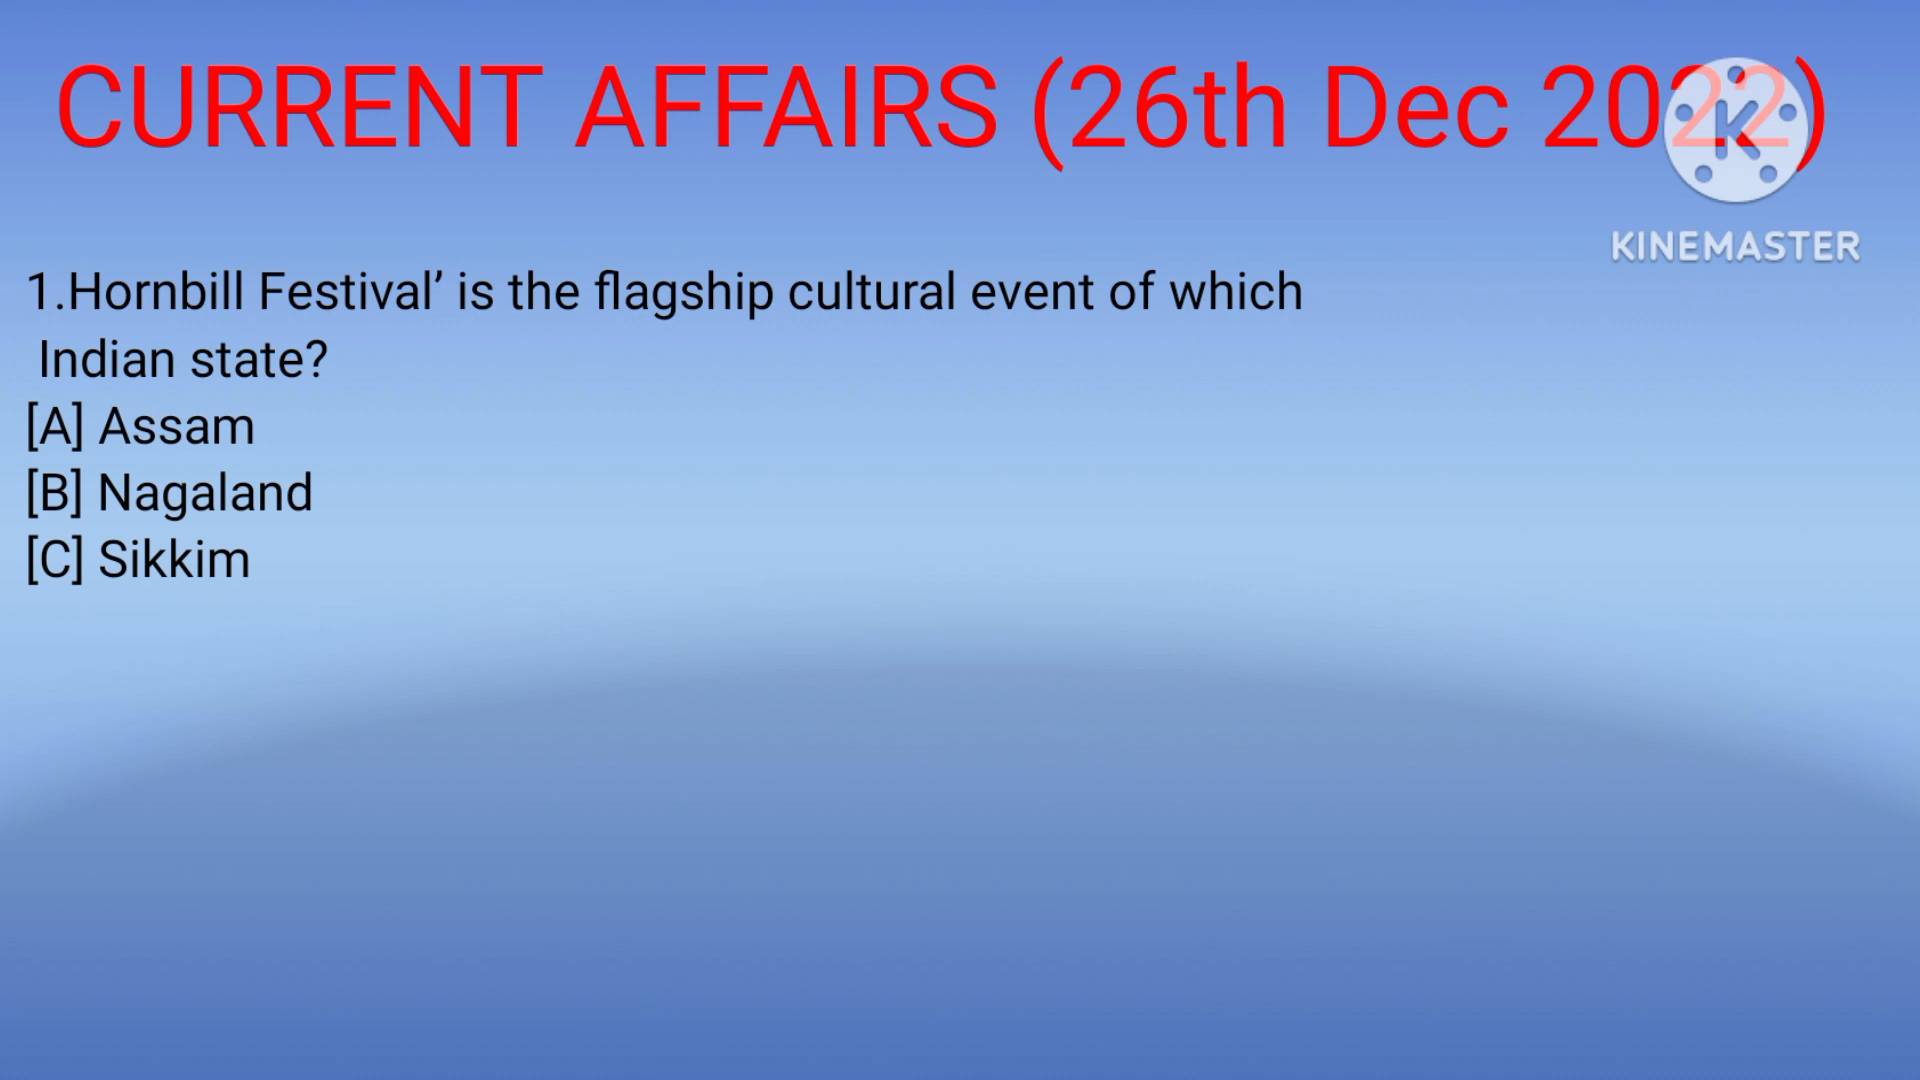 CURRENT AFFAIRS (26th Dec 2022)
KINEMASTER
1.Hornbill Festival’ is the flagship cultural event of which
Indian state?
[A] Assam
[B] Nagaland
[C] Sikkim